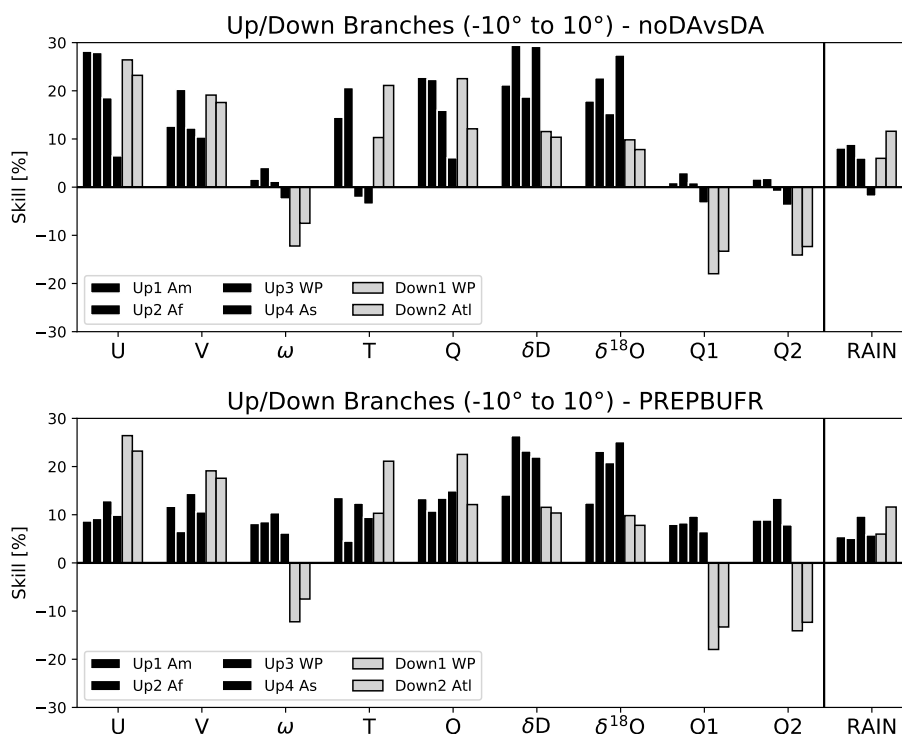 Up/Down Branches (-10° to 10°) - noDAvsDA
Skill [%]
30
20
10
0
−10
−20
−30
Up1 Am
Up2 Af
Up3 WP
Up4 As
Down1 WP
Down2 Atl
U V ω T Q δD δ¹⁸O Q1 Q2 RAIN
Up/Down Branches (-10° to 10°) - PREPBUFR
Skill [%]
30
20
10
0
−10
−20
−30
Up1 Am
Up2 Af
Up3 WP
Up4 As
Down1 WP
Down2 Atl
U V ω T Q δD δ¹⁸O Q1 Q2 RAIN